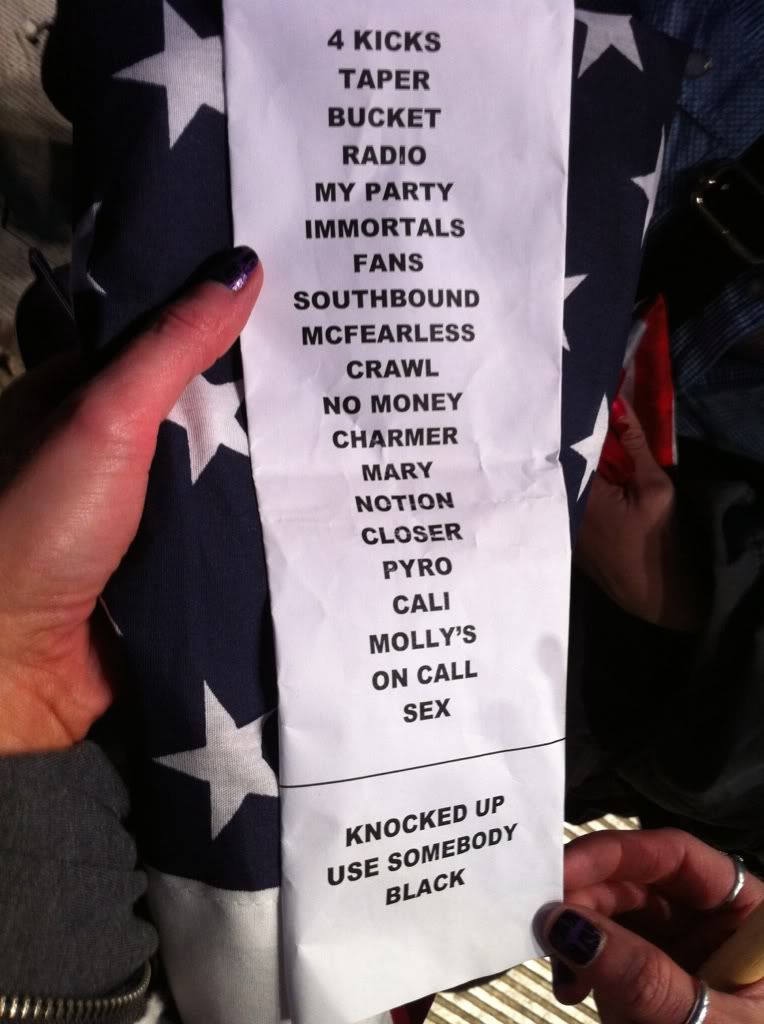 4 KICKS
TAPER
BUCKET
RADIO
MY PARTY
IMMORTALS
FANS
SOUTHBOUND
MCFEARLESS
CRAWL
NO MONEY
CHARMER
MARY
NOTION
CLOSER
PYRO
CALI
MOLLY'S
ON CALL
SEX
KNOCKED UP
USE SOMEBODY
BLACK